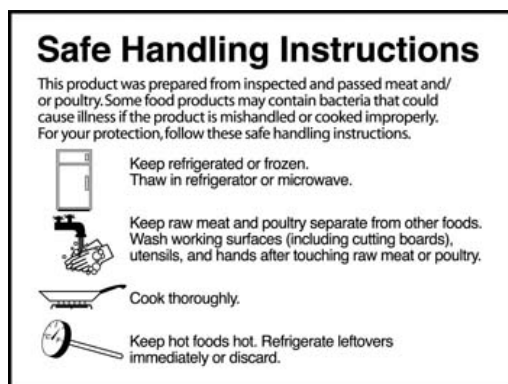 Safe Handling Instructions
This product was prepared from inspected and passed meat and/
or poultry. Some food products may contain bacteria that could
cause illness if the product is mishandled or cooked improperly.
For your protection, follow these safe handling instructions.
Keep refrigerated or frozen.
Thaw in refrigerator or microwave.
Keep raw meat and poultry separate from other foods.
Wash working surfaces (including cutting boards),
utensils, and hands after touching raw meat or poultry.
Cook thoroughly.
Keep hot foods hot. Refrigerate leftovers
immediately or discard.